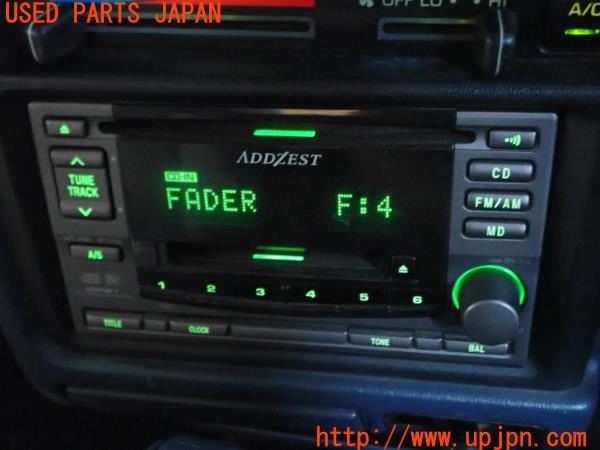 USED PARTS JAPAN
OFF LO HI
A/C
ADDZEST
CD-IN
FADER F:4
TUNE
TRACK
A/S
CD
FM/AM
MD
1 2 3 4 5 6
TITLE
CLOCK
TONE
BAL
http://www.upjpn.com